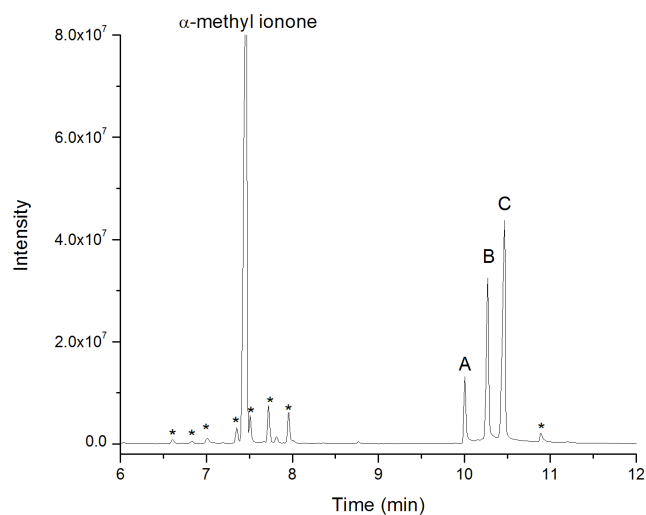 α-methyl ionone
8.0x10⁷
6.0x10⁷
4.0x10⁷
2.0x10⁷
0.0
Intensity
* * * * * * *
A
B
C
*
6 7 8 9 10 11 12
Time (min)